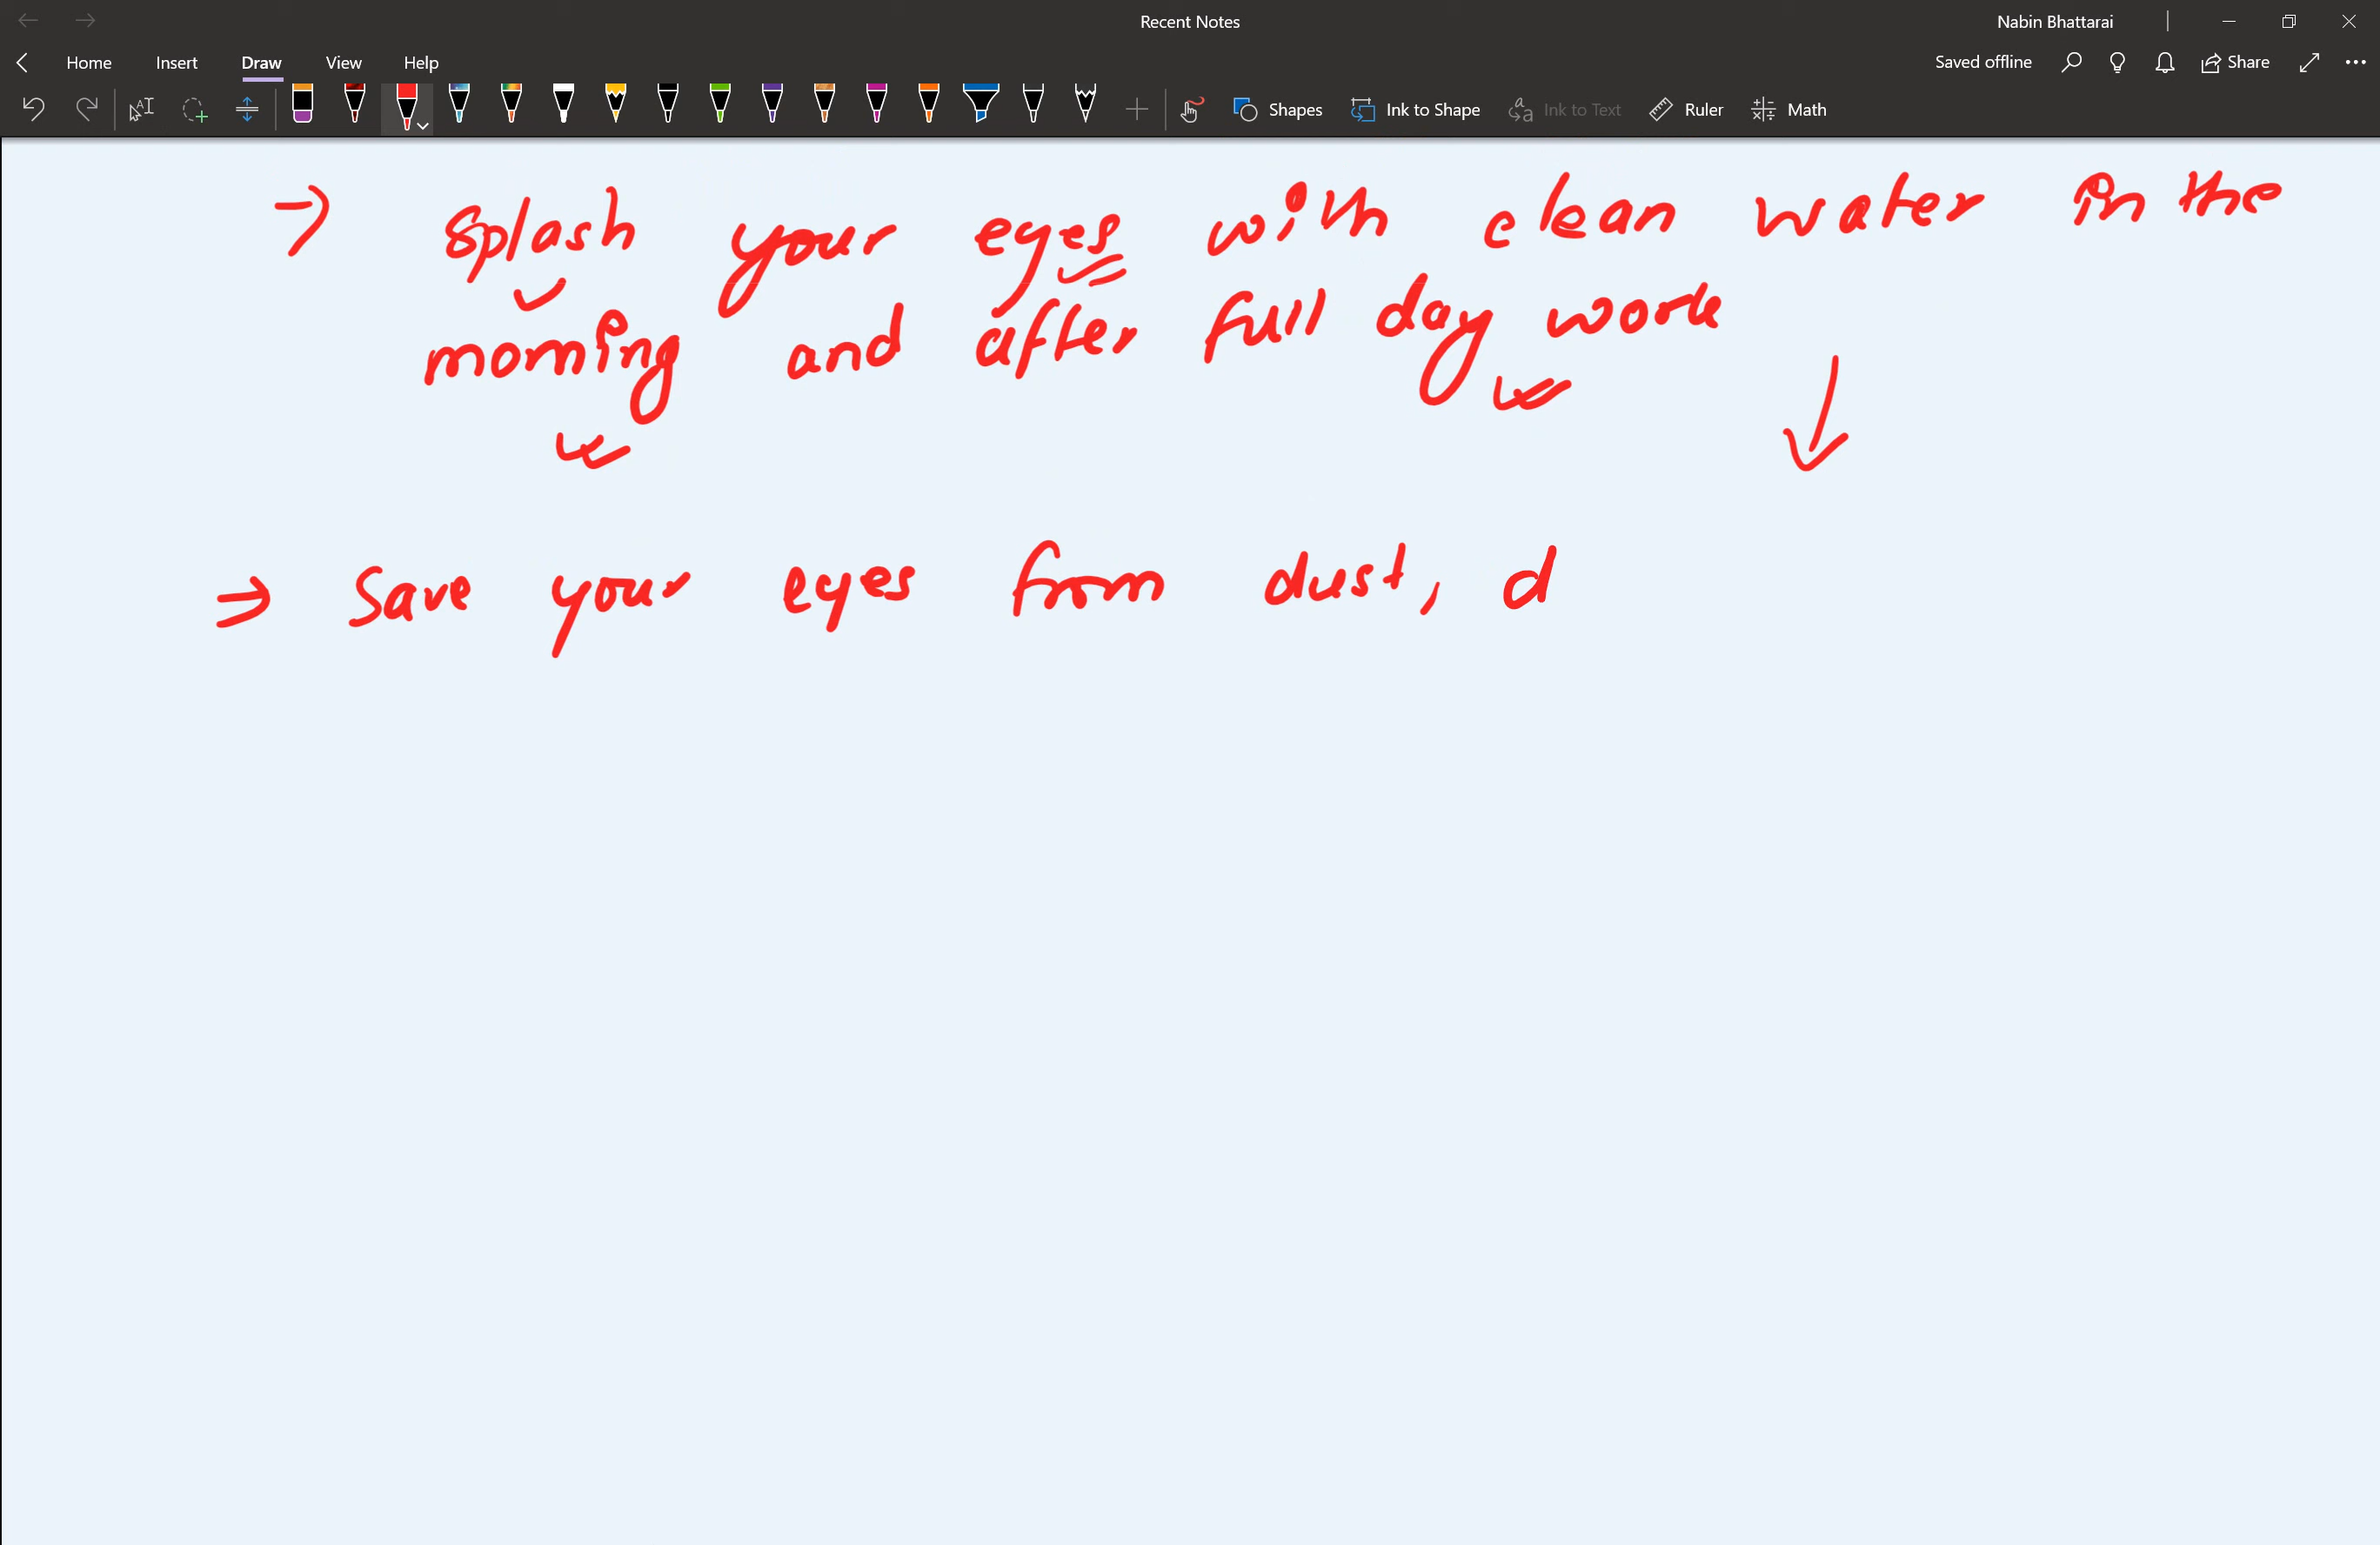 Recent Notes
Nabin Bhattarai
Home Insert Draw View Help
Saved offline
Share
Shapes
Ink to Shape
Ink to Text
Ruler
Math
→ splash your eyes with clean water in the
morning and after full day work
⇒ Save your eyes from dust, d